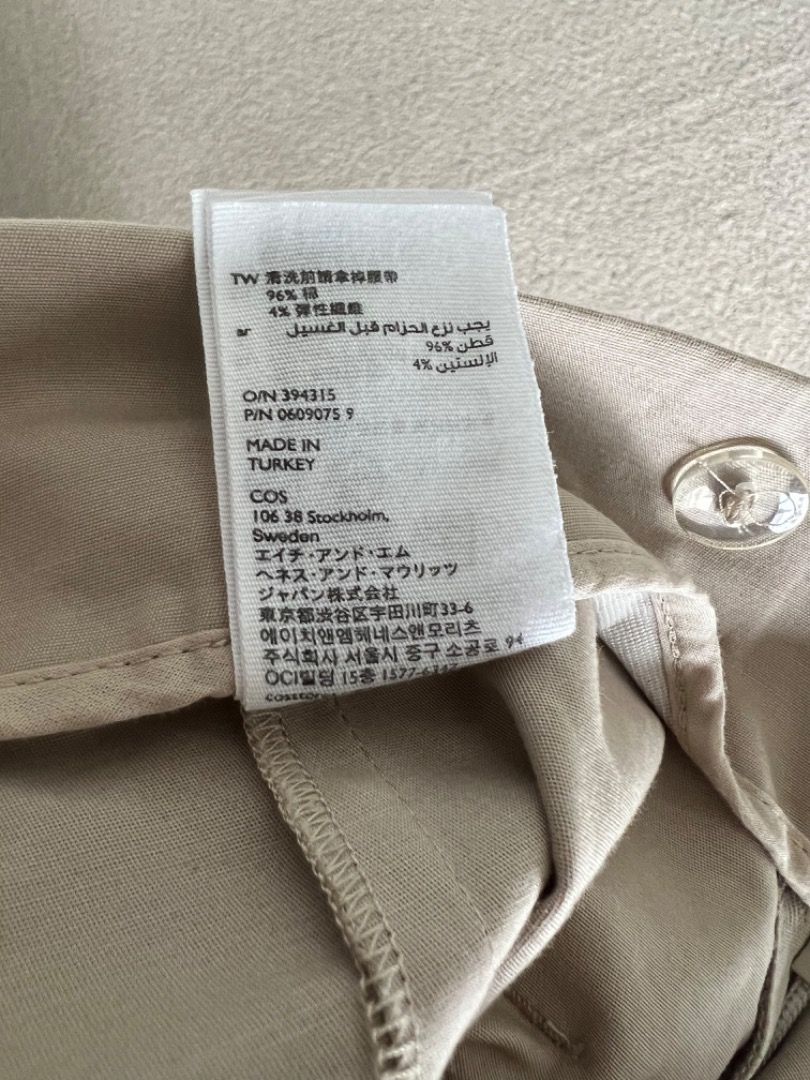 TW 清洗前請拿掉腰帶
96% 棉
4% 彈性纖維
AR يجب نزع الحزام قبل الغسيل
قطن %96
الإلستين %4
O/N 394315
P/N 0609075 9
MADE IN
TURKEY
COS
106 38 Stockholm,
Sweden
エイチ・アンド・エム
ヘネス・アンド・マウリッツ
ジャパン株式会社
東京都渋谷区宇田川町33-6
에이치앤엠헤네스앤모리츠
주식회사 서울시 중구 소공로 94
OCI빌딩 15층